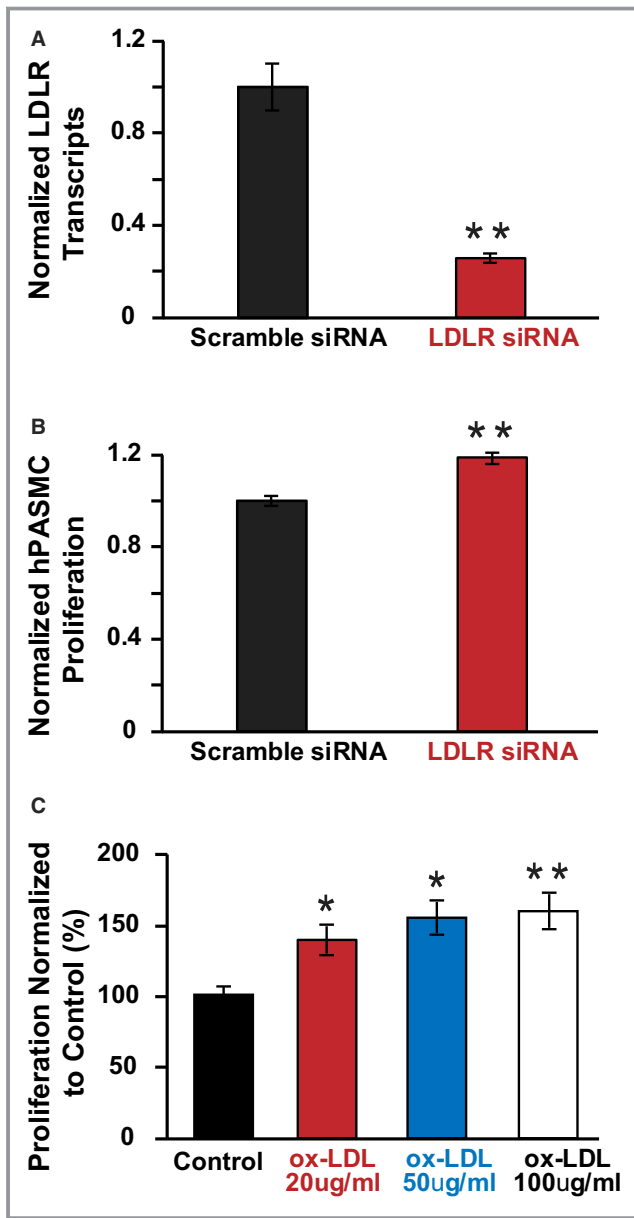 A
Normalized LDLR
Transcripts
1.2
0.8
0.4
0
**
Scramble siRNA
LDLR siRNA
B
Normalized hPASMC
Proliferation
1.2
0.8
0.4
0
**
Scramble siRNA
LDLR siRNA
C
Proliferation Normalized
to Control (%)
200
150
100
50
0
*
*
**
Control
ox-LDL
20ug/ml
ox-LDL
50ug/ml
ox-LDL
100ug/ml